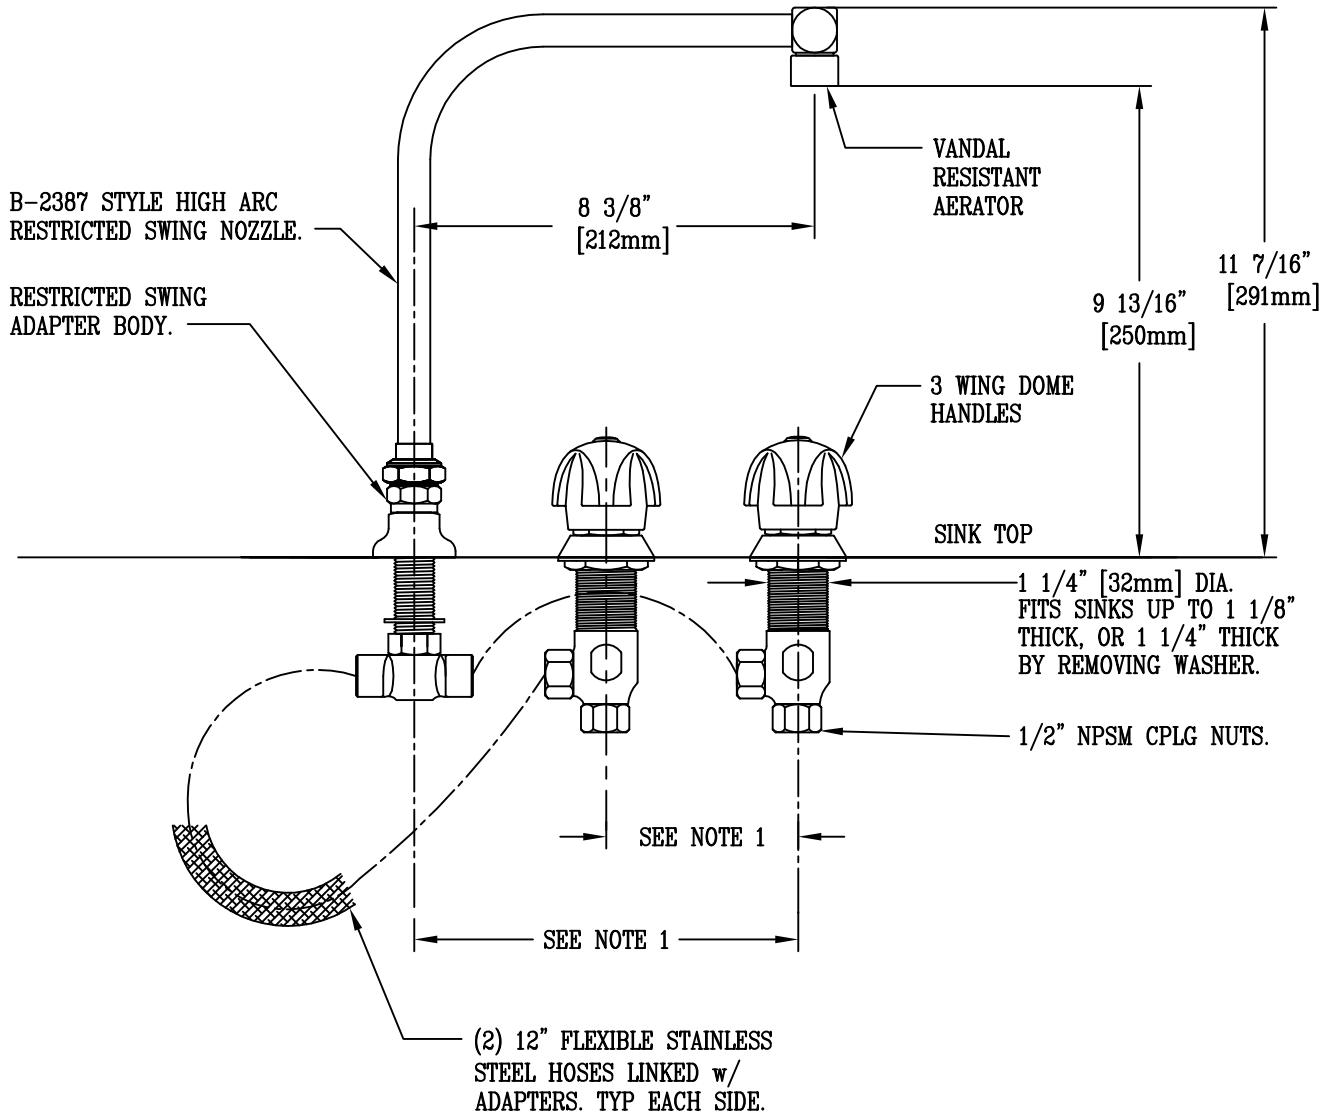 VANDAL
RESISTANT
AERATOR
B-2387 STYLE HIGH ARC
RESTRICTED SWING NOZZLE.
8 3/8"
[212mm]
11 7/16"
[291mm]
9 13/16"
[250mm]
RESTRICTED SWING
ADAPTER BODY.
3 WING DOME
HANDLES
SINK TOP
1 1/4" [32mm] DIA.
FITS SINKS UP TO 1 1/8"
THICK, OR 1 1/4" THICK
BY REMOVING WASHER.
1/2" NPSM CPLG NUTS.
SEE NOTE 1
SEE NOTE 1
(2) 12" FLEXIBLE STAINLESS
STEEL HOSES LINKED w/
ADAPTERS. TYP EACH SIDE.